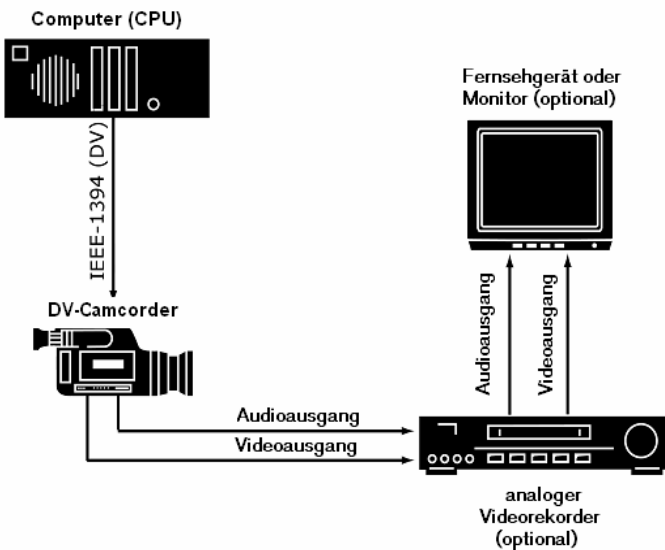 Computer (CPU)
Fernsehgerät oder
Monitor (optional)
IEEE-1394 (DV)
DV-Camcorder
Audioausgang
Videoausgang
Audioausgang
Videoausgang
analoger
Videorekorder
(optional)